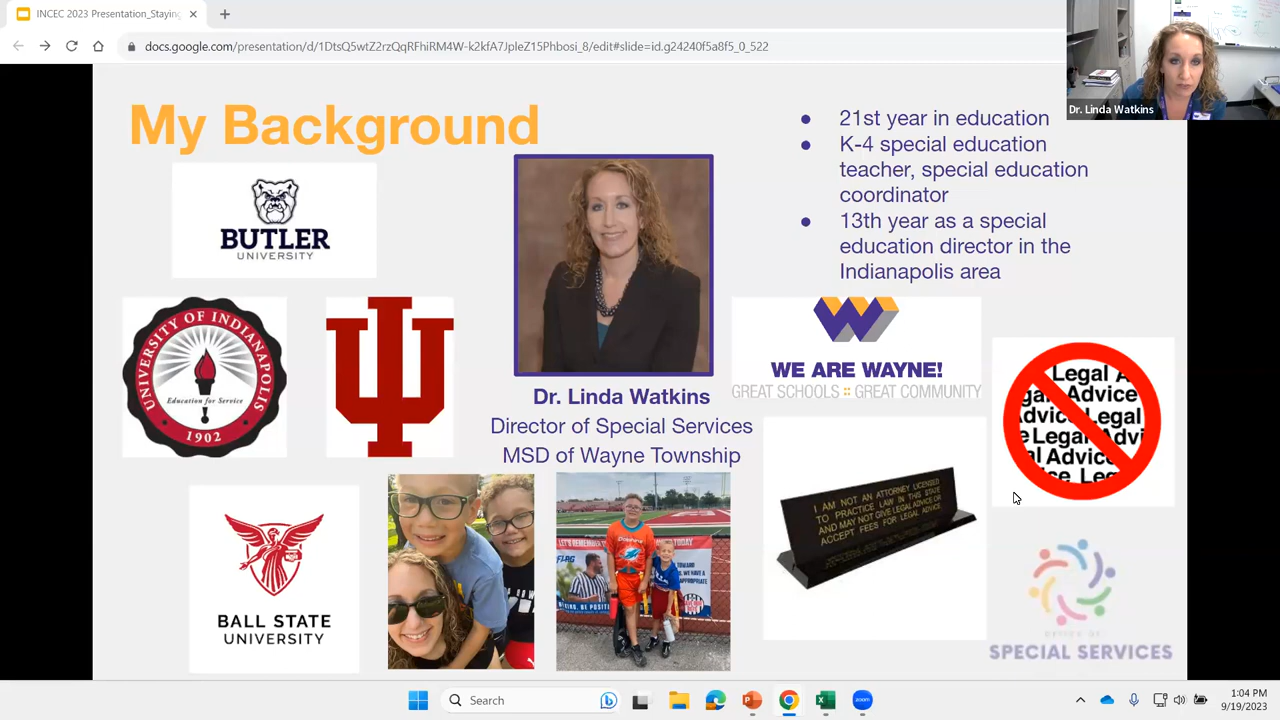 INCEC 2023 Presentation_Staying
docs.google.com/presentation/d/1DtsQ5wtZ2rzQqRFhiRM4W-k2kfA7JpleZ15Phbosi_8/edit#slide=id.g24240f5a8f5_0_522
Dr. Linda Watkins
My Background
21st year in education
K-4 special education
teacher, special education
coordinator
13th year as a special
education director in the
Indianapolis area
BUTLER
UNIVERSITY
UNIVERSITY OF INDIANAPOLIS
Education for Service
1902
Dr. Linda Watkins
Director of Special Services
MSD of Wayne Township
WE ARE WAYNE!
GREAT SCHOOLS :: GREAT COMMUNITY
Legal A
gal Advice
Advice Legal
e Legal Advi
al Advice
ice Leg
I AM NOT AN ATTORNEY LICENSED
TO PRACTICE LAW IN THIS STATE
AND MAY NOT GIVE LEGAL ADVICE OR
ACCEPT FEES FOR LEGAL ADVICE
BALL STATE
UNIVERSITY
FLAG
TODAY
Dolphins
SPECIAL SERVICES
Search
1:04 PM
9/19/2023